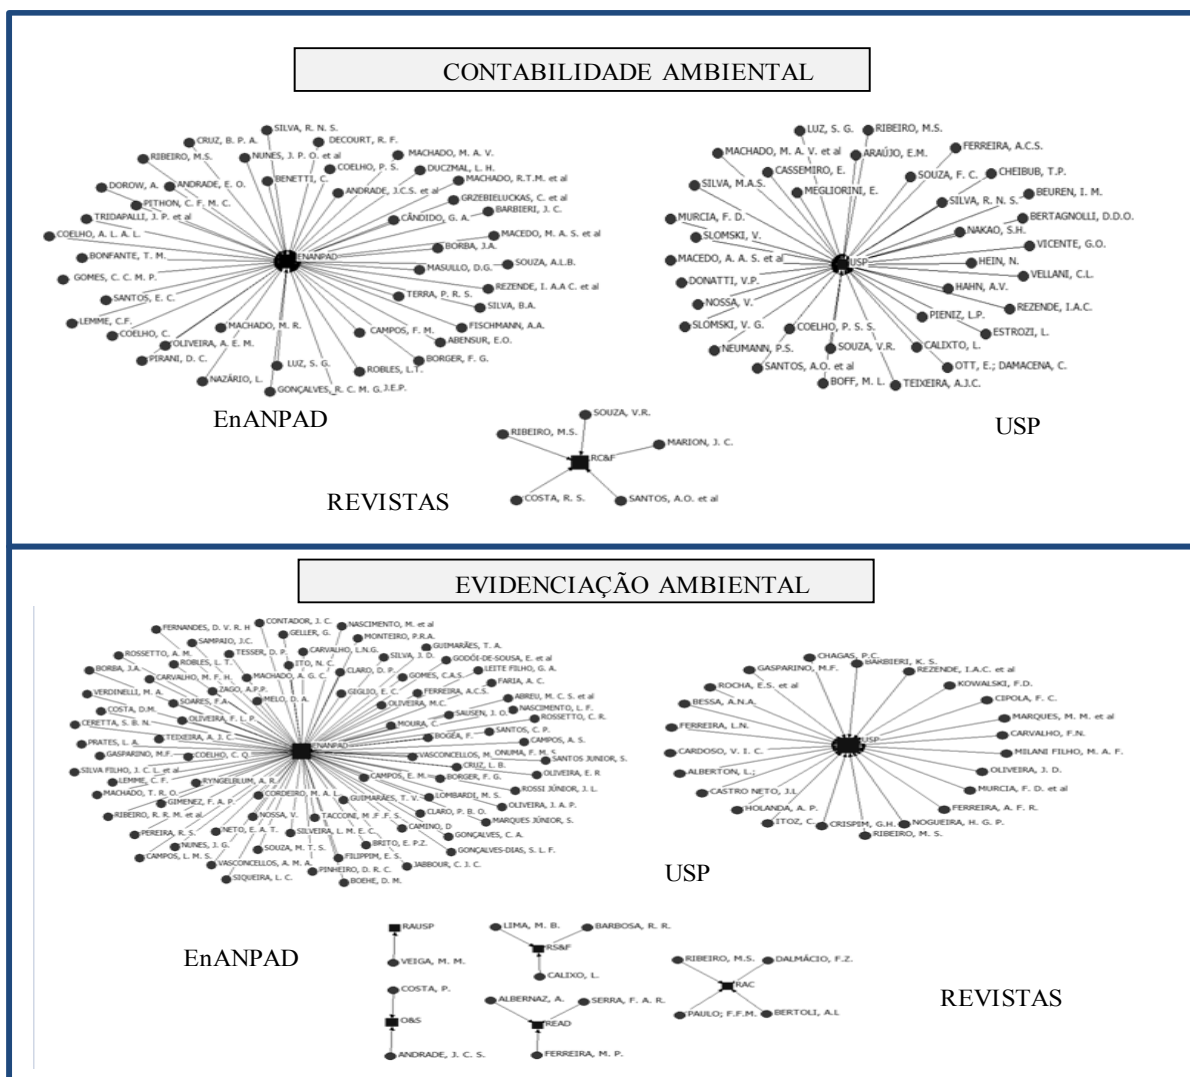 CONTABILIDADE AMBIENTAL
SILVA, R. N. S.
CRUZ, B. P. A.
DECOURT, R. F.
RIBEIRO, M.S.
NUNES, J. P. O. et al
MACHADO, M. A. V.
COELHO, P. S.
DUCZMAL, L. H.
BENETTI, C.
MACHADO, R.T.M. et al
DOROW, A.
ANDRADE, E. O.
ANDRADE, J.C.S. et al
GRZEBIELUCKAS, C. et al
PITHON, C. F. M. C.
BARBIERI, J. C.
TRIDAPALLI, J. P. et al
CÂNDIDO, G. A.
COELHO, A. L. A. L.
MACEDO, M. A. S. et al
BORBA, J.A.
BONFANTE, T. M.
ENANPAD
SOUZA, A.L.B.
MASULLO, D.G.
GOMES, C. C. M. P.
REZENDE, I. A.A C. et al
TERRA, P. R. S.
SANTOS, E. C.
SILVA, B.A.
LEMME, C.F.
MACHADO, M. R.
FISCHMANN, A.A.
COELHO, C.
CAMPOS, F. M.
OLIVEIRA, A. E. M.
ABENSUR, E.O.
PIRANI, D. C.
LUZ, S. G.
BORGER, F. G.
ROBLES, L.T.
NAZÁRIO, L.
GONÇALVES, R. C. M. G.
J.E.P.
EnANPAD
LUZ, S. G.
RIBEIRO, M.S.
MACHADO, M. A. V. et al
ARAÚJO, E.M.
FERREIRA, A.C.S.
CASSEMIRO, E.
SOUZA, F. C.
CHEIBUB, T.P.
SILVA, M.A.S.
MEGLIORINI, E.
BEUREN, I. M.
SILVA, R. N. S.
MURCIA, F. D.
BERTAGNOLLI, D.D.O.
SLOMSKI, V.
NAKAO, S.H.
VICENTE, G.O.
MACEDO, A. A. S. et al
USP
HEIN, N.
DONATTI, V.P.
VELLANI, C.L.
HAHN, A.V.
NOSSA, V.
REZENDE, I.A.C.
PIENIZ, L.P.
SLOMSKI, V. G.
COELHO, P. S. S.
ESTROZI, L.
NEUMANN, P.S.
SOUZA, V.R.
CALIXTO, L.
SANTOS, A.O. et al
OTT, E.; DAMACENA, C.
BOFF, M. L.
TEIXEIRA, A.J.C.
USP
SOUZA, V.R.
RIBEIRO, M.S.
MARION, J. C.
RC&F
COSTA, R. S.
SANTOS, A.O. et al
REVISTAS
EVIDENCIAÇÃO AMBIENTAL
FERNANDES, D. V. R. H
CONTADOR, J. C.
NASCIMENTO, M. et al
SAMPAIO, J.C.
GELLER, G.
MONTEIRO, P.R.A.
ROSSETTO, A. M.
TESSER, D. P.
CARVALHO, L.N.G.
GUIMARÃES, T. A.
BORBA, J.A.
ROBLES, L. T.
ITO, N. C.
SILVA, J. D.
GODÓI-DE-SOUSA, E. et al
CARVALHO, M. F. H.
MACHADO, A. G. C.
CLARO, D. P.
LEITE FILHO, G. A.
GOMES, C.A.S.
VERDINELLI, M. A.
ZAGO, A.P.P.
GIGLIO, E. C.
FARIA, A. C.
SOARES, F.A.
MELO, D. A.
FERREIRA, A.C.S.
ABREU, M. C. S. et al
COSTA, D.M.
OLIVEIRA, M.C.
NASCIMENTO, L. F.
CERETTA, S. B. N.
OLIVEIRA, F. L. P.
SAUSEN, J. O.
ROSSETTO, C. R.
TEIXEIRA, A. J. C.
MOURA, C.
SANTOS, C. P.
PRATES, L. A.
BOGEA, F.
CAMPOS, A. S.
GASPARINO, M.F.
COELHO, C. Q.
ENANPAD
VASCONCELLOS, M.
ONUMA, F. M. S.
SANTOS JUNIOR, S.
SILVA FILHO, J. C. L. et al
CRUZ, L. B.
LEMME, C. F.
RYNGELBLUM, A. R.
CAMPOS, E. M.
BORGER, F. G.
OLIVEIRA, E. R
MACHADO, T. R. O.
CORDEIRO, M. A. L.
GUIMARÃES, T. V.
LOMBARDI, M. S.
ROSSI JÚNIOR, J. L.
GIMENEZ, F. A. P.
OLIVEIRA, J. A. P.
RIBEIRO, R. R. M. et al
NOSSA, V.
TACCONI, M .F .F. S
CLARO, P. B. O.
MARQUES JÚNIOR, S.
PEREIRA, R. S.
NETO, E. A. T.
SILVEIRA, L. M. E. C.
CAMINO, D
GONÇALVES, C. A.
NUNES, J. G.
SOUZA, M. T. S.
BRITO, E. P.Z.
GONÇALVES-DIAS, S. L. F.
CAMPOS, L. M. S.
VASCONCELLOS, A. M. A.
FILIPPIM, E. S.
JABBOUR, C. J. C.
SIQUEIRA, L. C.
PINHEIRO, D. R. C.
BOEHE, D. M.
EnANPAD
CHAGAS, P.C.
GASPARINO, M.F.
BARBIERI, K. S.
REZENDE, I.A.C. et al
ROCHA, E.S. et al
KOWALSKI, F.D.
BESSA, A.N.A.
CIPOLA, F. C.
FERREIRA, L.N.
MARQUES, M. M. et al
USP
CARVALHO, F.N.
CARDOSO, V. I. C.
MILANI FILHO, M. A. F.
ALBERTON, L.;
OLIVEIRA, J. D.
CASTRO NETO, J.L
MURCIA, F. D. et al
HOLANDA, A. P.
FERREIRA, A. F. R.
ITOZ, C.
CRISPIM, G.H.
NOGUEIRA, H. G. P.
RIBEIRO, M. S.
USP
RAUSP
VEIGA, M. M.
LIMA, M. B.
BARBOSA, R. R.
RS&F
CALIXO, L.
RIBEIRO, M.S.
DALMÁCIO, F.Z.
RAC
PAULO; F.F.M.
BERTOLI, A.L
COSTA, P.
O&S
ANDRADE, J. C. S.
ALBERNAZ, A.
SERRA, F. A. R.
READ
FERREIRA, M. P.
REVISTAS